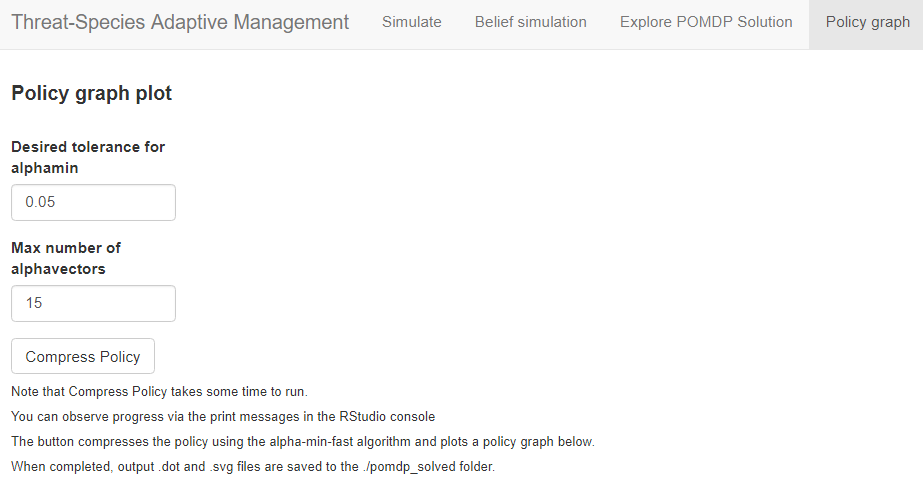 Threat-Species Adaptive Management Simulate Belief simulation Explore POMDP Solution Policy graph
Policy graph plot
Desired tolerance for
alphamin
0.05
Max number of
alphavectors
15
Compress Policy
Note that Compress Policy takes some time to run.
You can observe progress via the print messages in the RStudio console
The button compresses the policy using the alpha-min-fast algorithm and plots a policy graph below.
When completed, output .dot and .svg files are saved to the ./pomdp_solved folder.